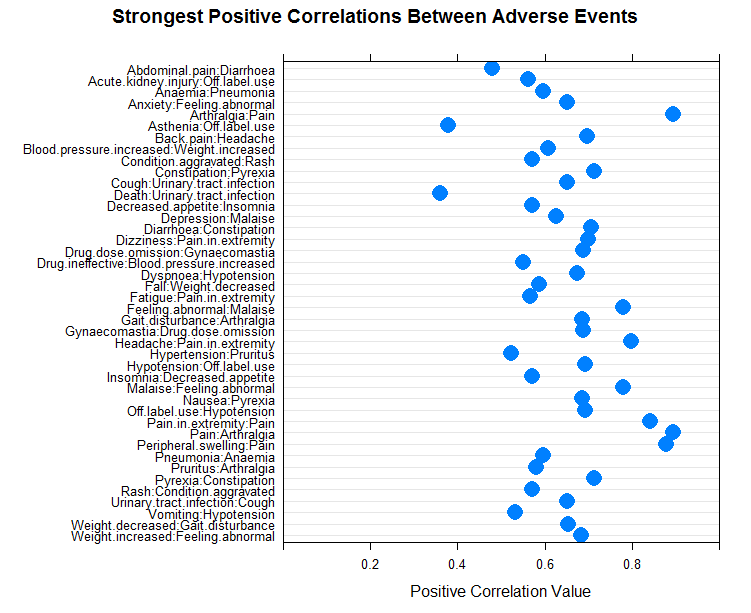 Strongest Positive Correlations Between Adverse Events
Abdominal.pain:Diarrhoea
Acute.kidney.injury:Off.label.use
Anaemia:Pneumonia
Anxiety:Feeling.abnormal
Arthralgia:Pain
Asthenia:Off.label.use
Back.pain:Headache
Blood.pressure.increased:Weight.increased
Condition.aggravated:Rash
Constipation:Pyrexia
Cough:Urinary.tract.infection
Death:Urinary.tract.infection
Decreased.appetite:Insomnia
Depression:Malaise
Diarrhoea:Constipation
Dizziness:Pain.in.extremity
Drug.dose.omission:Gynaecomastia
Drug.ineffective:Blood.pressure.increased
Dyspnoea:Hypotension
Fall:Weight.decreased
Fatigue:Pain.in.extremity
Feeling.abnormal:Malaise
Gait.disturbance:Arthralgia
Gynaecomastia:Drug.dose.omission
Headache:Pain.in.extremity
Hypertension:Pruritus
Hypotension:Off.label.use
Insomnia:Decreased.appetite
Malaise:Feeling.abnormal
Nausea:Pyrexia
Off.label.use:Hypotension
Pain.in.extremity:Pain
Pain:Arthralgia
Peripheral.swelling:Pain
Pneumonia:Anaemia
Pruritus:Arthralgia
Pyrexia:Constipation
Rash:Condition.aggravated
Urinary.tract.infection:Cough
Vomiting:Hypotension
Weight.decreased:Gait.disturbance
Weight.increased:Feeling.abnormal
0.2 0.4 0.6 0.8
Positive Correlation Value